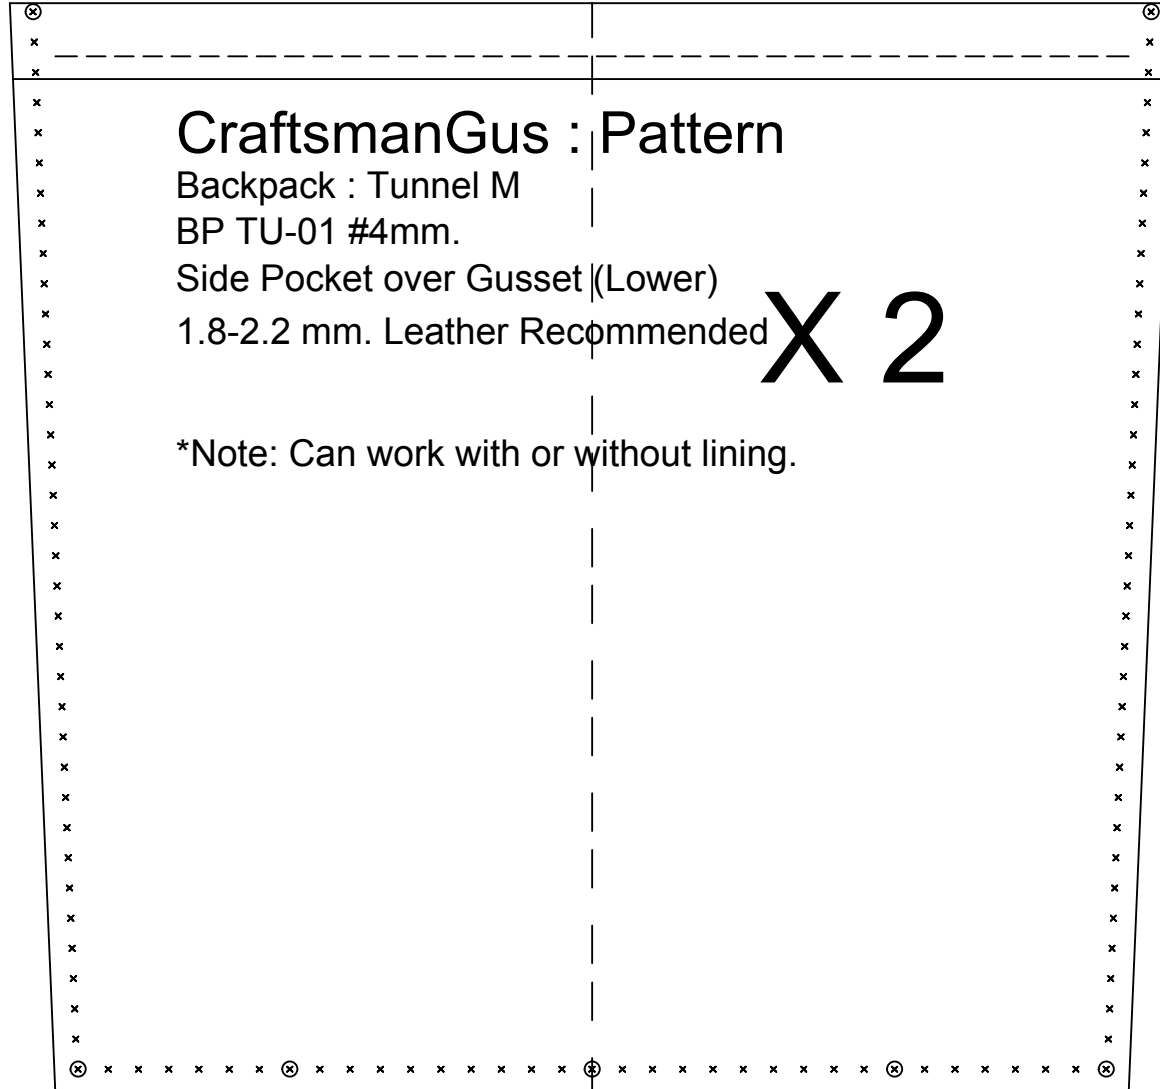 CraftsmanGus : Pattern
Backpack : Tunnel M
BP TU-01 #4mm.
Side Pocket over Gusset (Lower)
1.8-2.2 mm. Leather Recommended
X 2
*Note: Can work with or without lining.